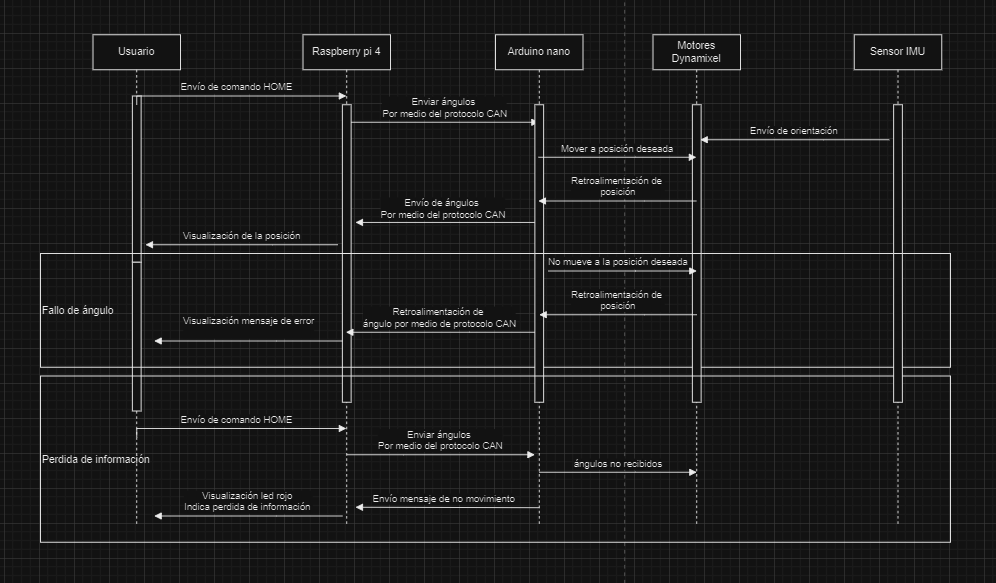 Usuario
Raspberry pi 4
Arduino nano
Motores
Dynamixel
Sensor IMU
Envío de comando HOME
Enviar ángulos
Por medio del protocolo CAN
Envío de orientación
Mover a posición deseada
Retroalimentación de
posición
Envío de ángulos
Por medio del protocolo CAN
Visualización de la posición
No mueve a la posición deseada
Retroalimentación de
posición
Fallo de ángulo
Retroalimentación de
ángulo por medio de protocolo CAN
Visualización mensaje de error
Envío de comando HOME
Enviar ángulos
Por medio del protocolo CAN
Perdida de información
ángulos no recibidos
Envío mensaje de no movimiento
Visualización led rojo
Indica perdida de información